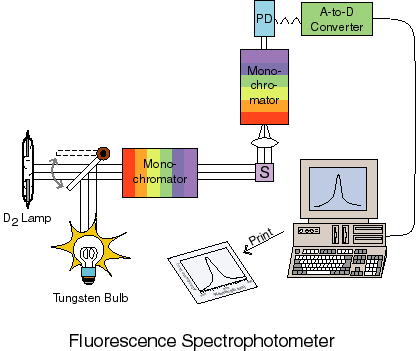 PD
A-to-D
Converter
Mono-
chro-
mator
Mono-
chromator
S
D2 Lamp
Print
Tungsten Bulb
Fluorescence Spectrophotometer